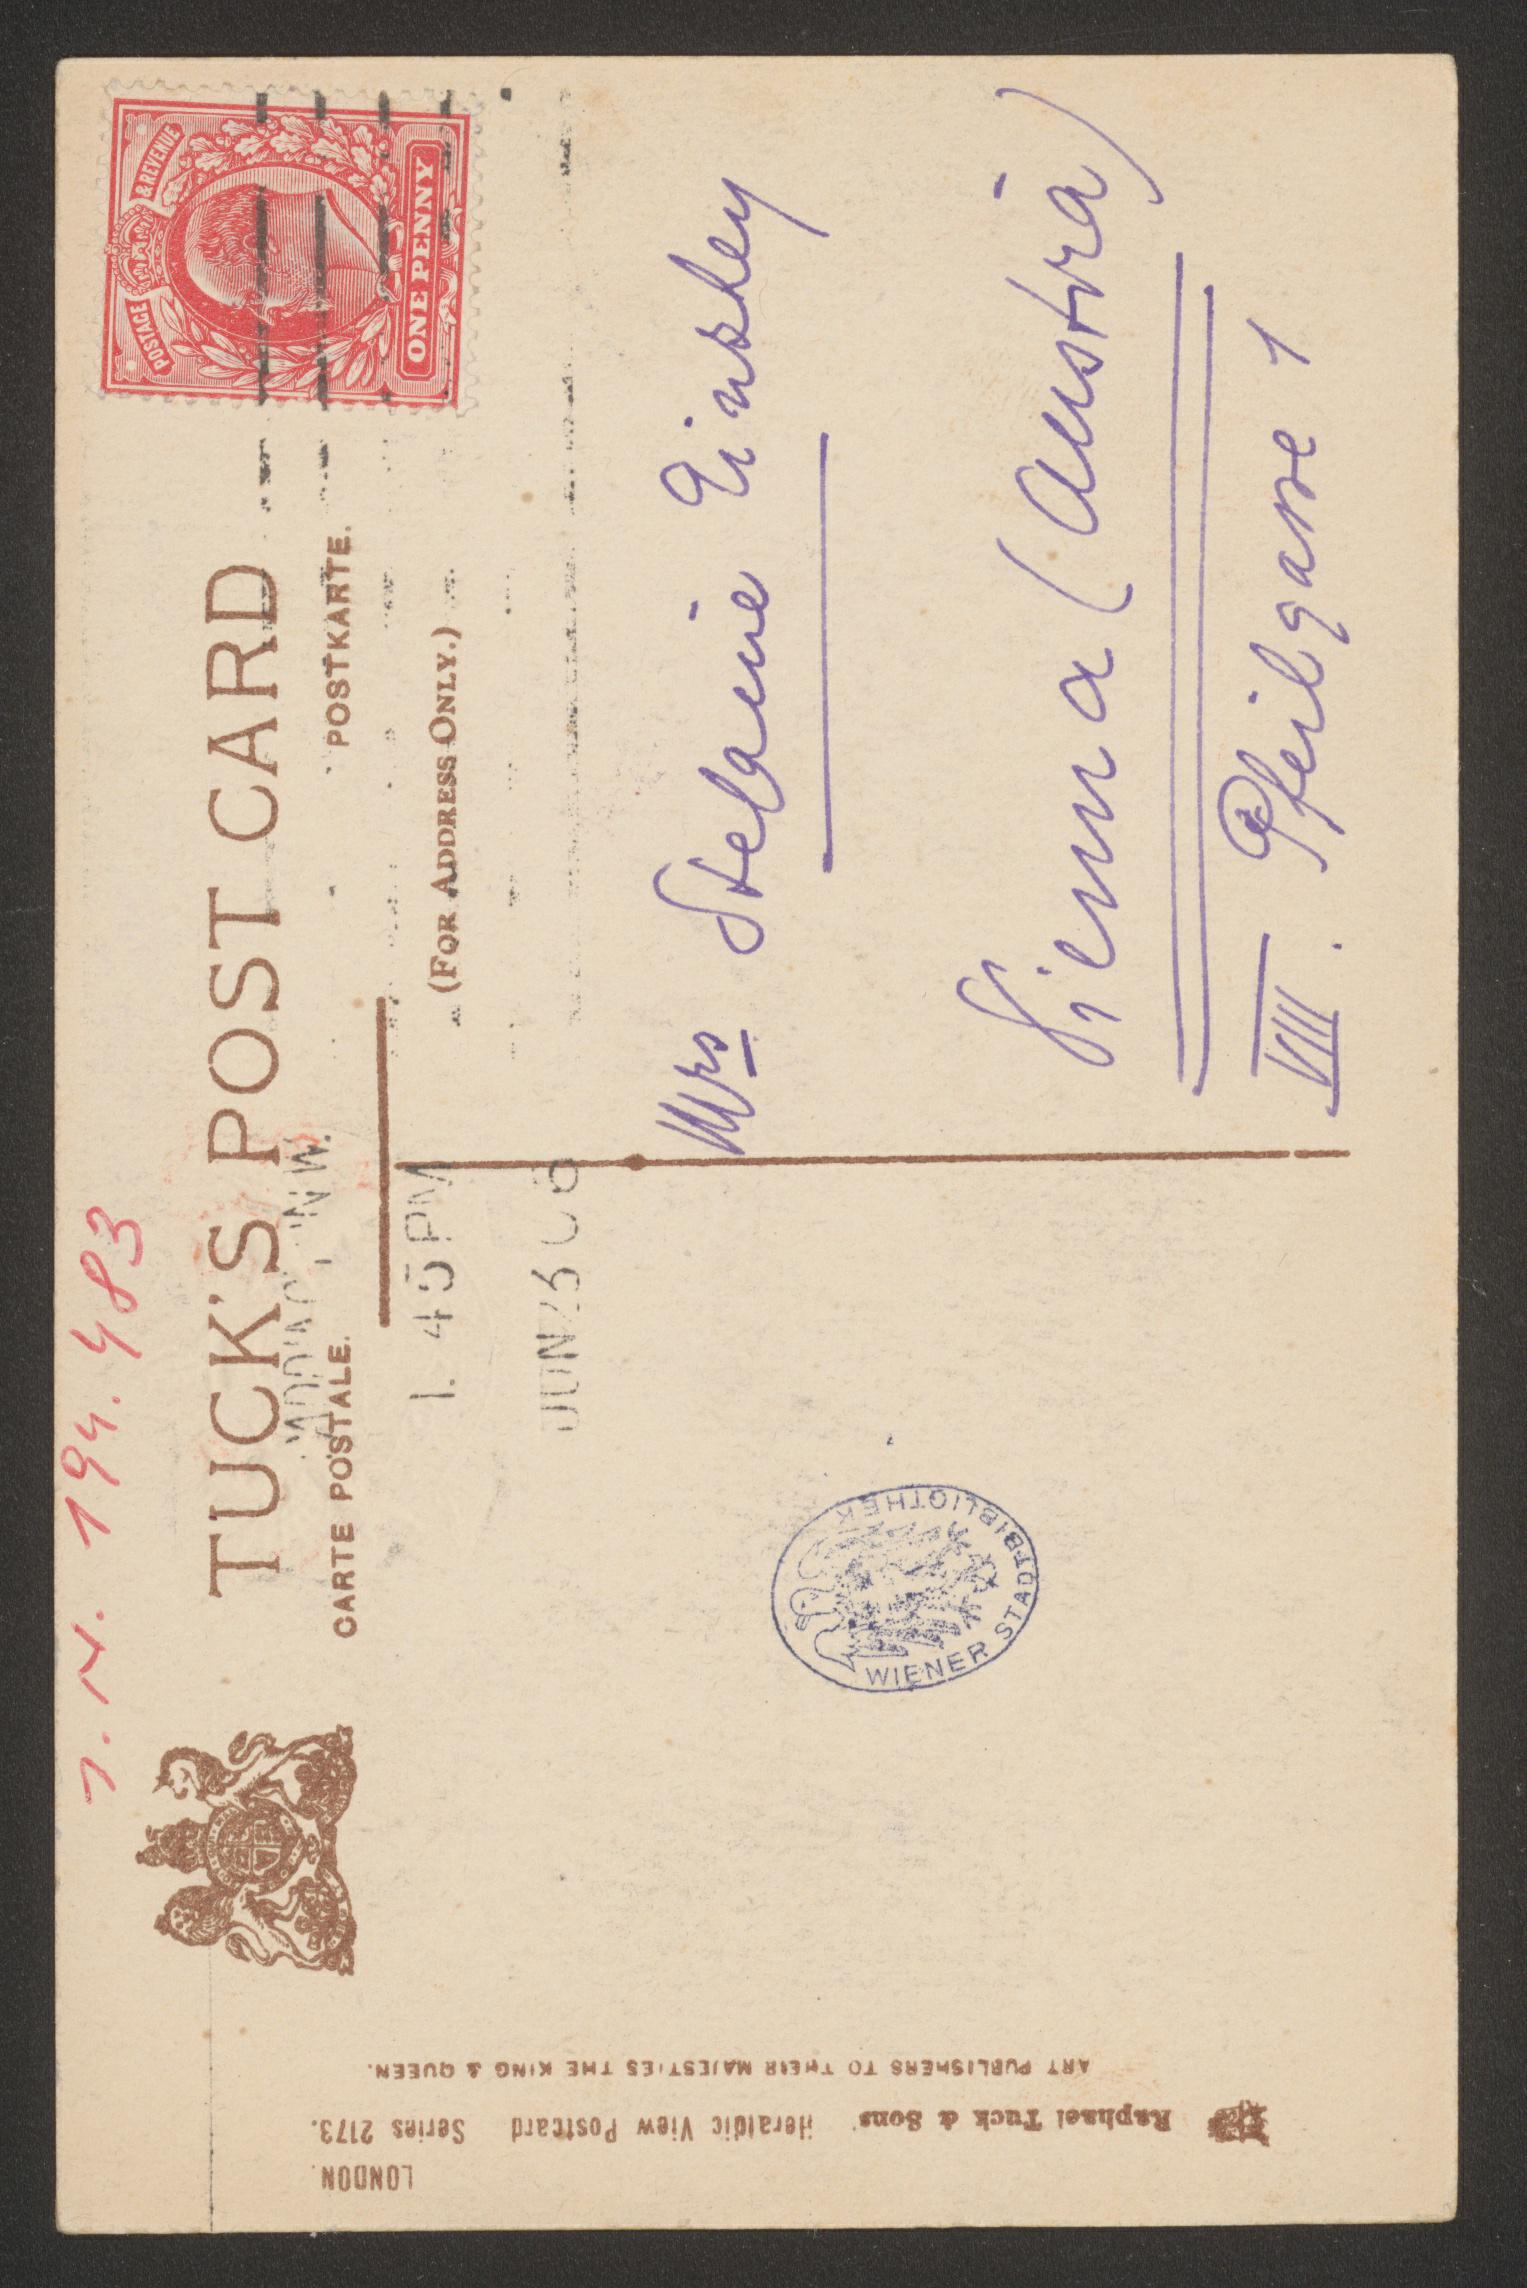 J. N. 194.483
TUCK'S POST CARD
CARTE POSTALE. POSTKARTE.
(FOR ADDRESS ONLY.)
POSTAGE & REVENUE
ONE PENNY
N.W.
1. 45 PM
JUN 23 06
Mrs Stefanie
Vienna (Austria)
VIII. Pfeilgasse 1
WIENER STADTBIBLIOTHEK
LONDON.
Raphael Tuck & Sons' Heraldic View Postcard Series 2173.
ART PUBLISHERS TO THEIR MAJESTIES THE KING & QUEEN.